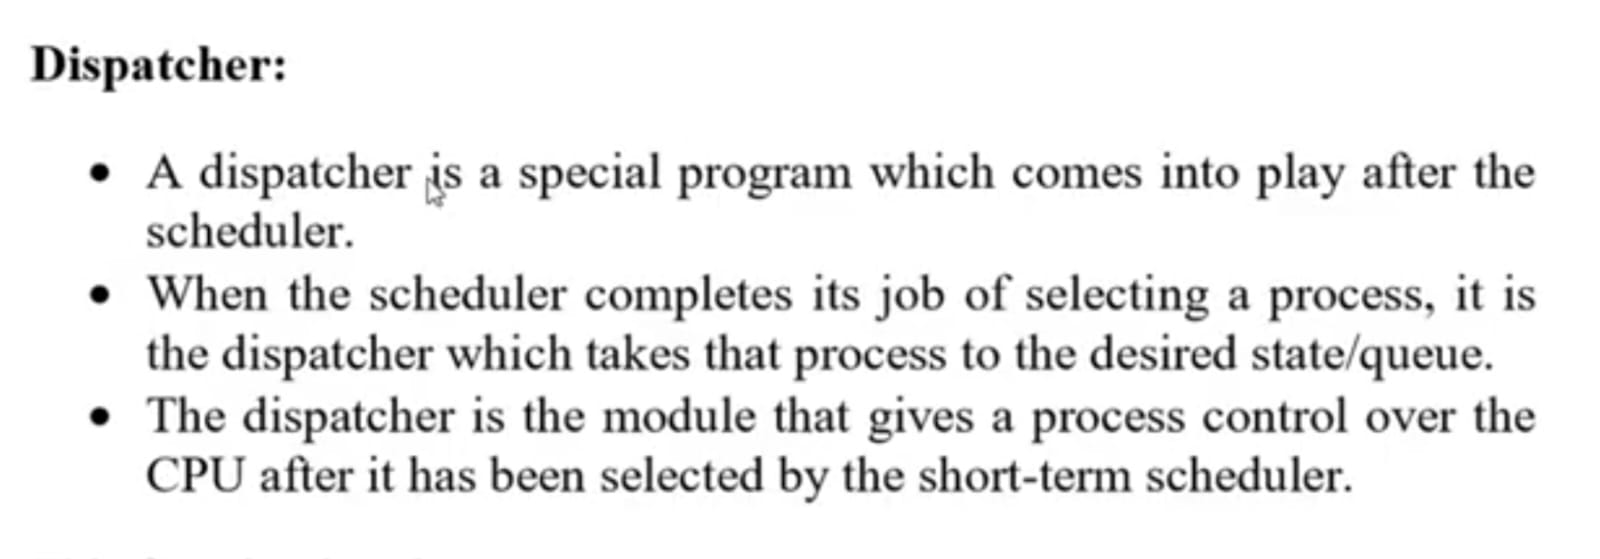 Dispatcher:
• A dispatcher is a special program which comes into play after the
scheduler.
• When the scheduler completes its job of selecting a process, it is
the dispatcher which takes that process to the desired state/queue.
• The dispatcher is the module that gives a process control over the
CPU after it has been selected by the short-term scheduler.